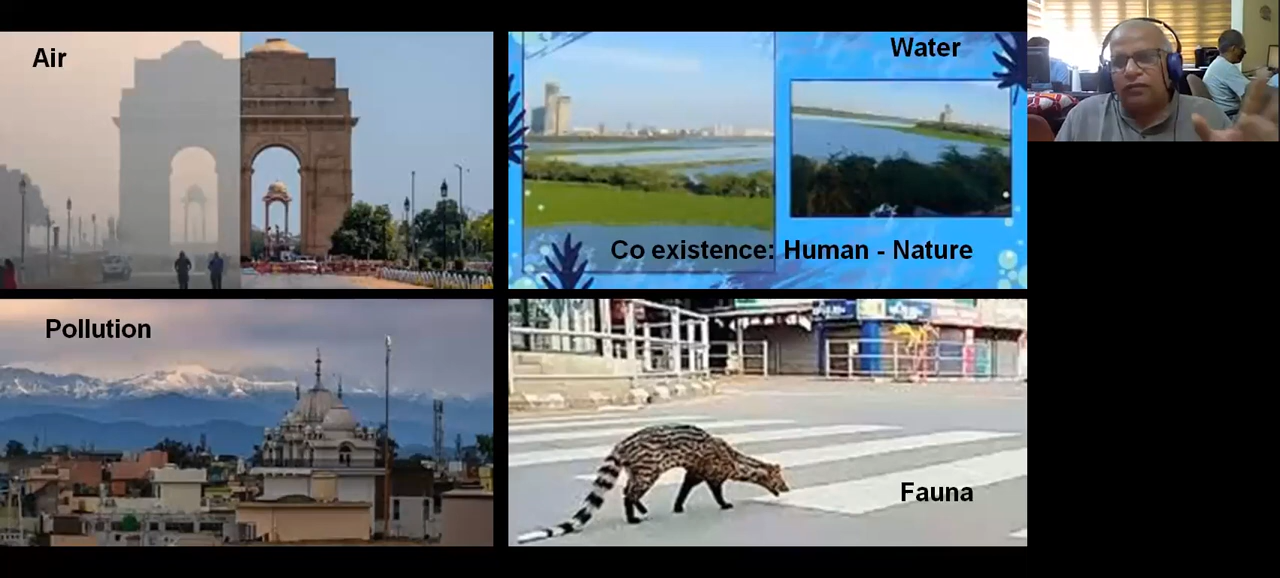 Air
Water
Co existence: Human - Nature
Pollution
Fauna